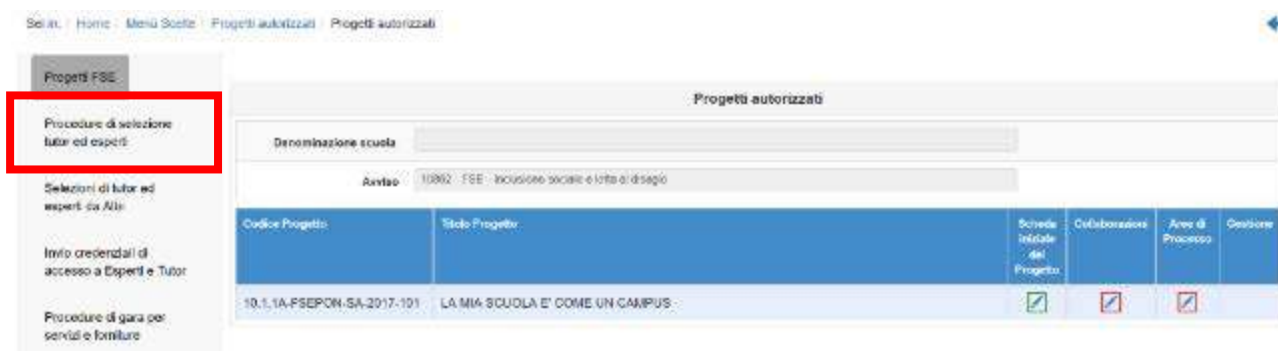 Sei in: / Home / Menù Scelte / Progetti autorizzati / Progetti autorizzati
Progetti FSE
Procedure di selezione
tutor ed esperti
Selezioni di tutor ed
esperti da Albi
Invio credenziali di
accesso a Esperti e Tutor
Procedure di gara per
servizi e forniture
Progetti autorizzati
Denominazione scuola
Avviso 10862 - FSE - Inclusione sociale e lotta al disagio
Codice Progetto Titolo Progetto Scheda iniziale del Progetto Collaborazioni Area di Processo Gestione
10.1.1A-FSEPON-SA-2017-101 LA MIA SCUOLA E' COME UN CAMPUS